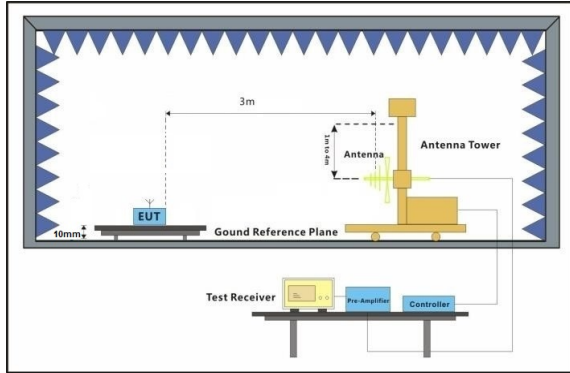 3m
1m to 4m
Antenna
Antenna Tower
EUT
10mm
Gound Reference Plane
Test Receiver
Pre-Amplifier
Controller